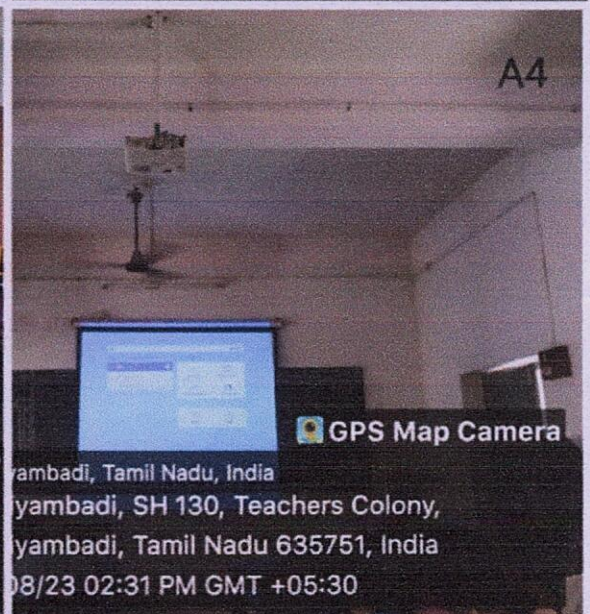 A4
GPS Map Camera
yambadi, Tamil Nadu, India
yambadi, SH 130, Teachers Colony,
yambadi, Tamil Nadu 635751, India
08/23 02:31 PM GMT +05:30